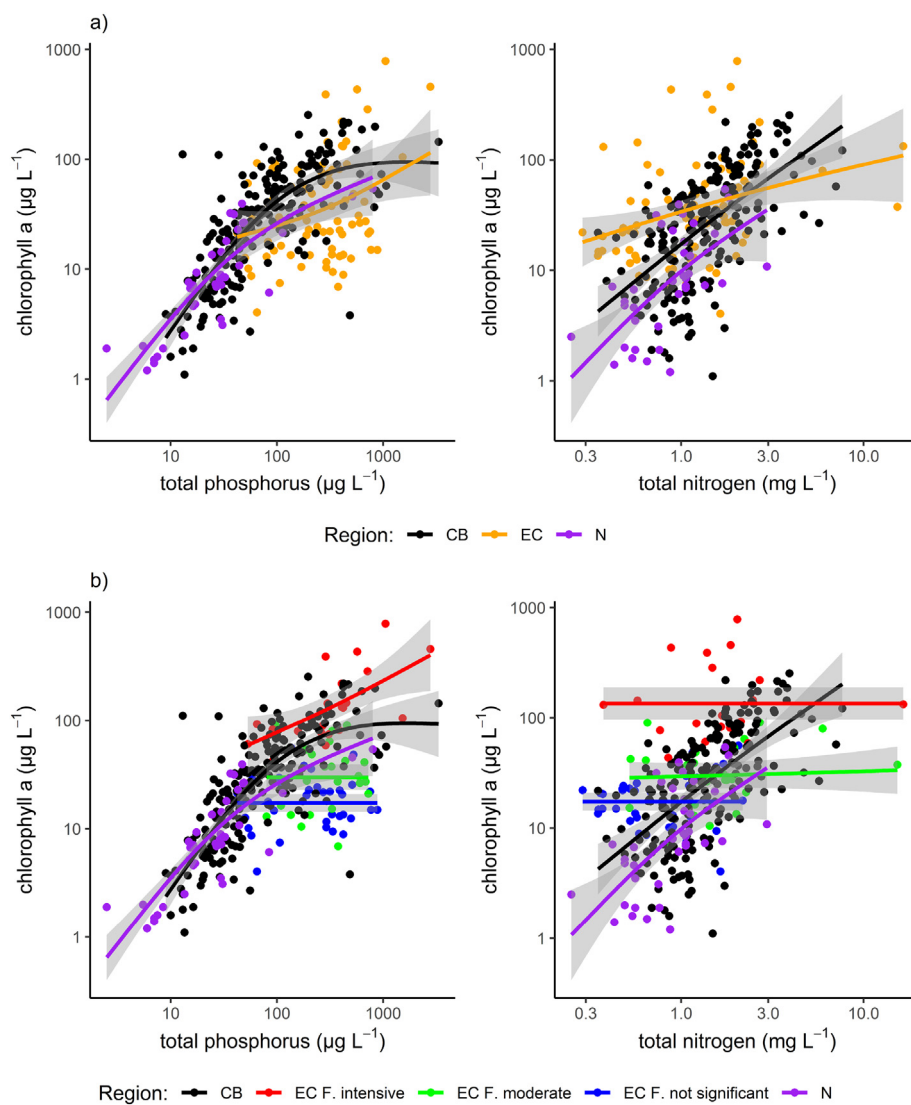 a)
1000
100
10
1
chlorophyll a (µg L⁻¹)
10 100 1000
total phosphorus (µg L⁻¹)
1000
100
10
1
chlorophyll a (µg L⁻¹)
0.3 1.0 3.0 10.0
total nitrogen (mg L⁻¹)
Region: CB EC N
b)
1000
100
10
1
chlorophyll a (µg L⁻¹)
10 100 1000
total phosphorus (µg L⁻¹)
1000
100
10
1
chlorophyll a (µg L⁻¹)
0.3 1.0 3.0 10.0
total nitrogen (mg L⁻¹)
Region: CB EC F. intensive EC F. moderate EC F. not significant N